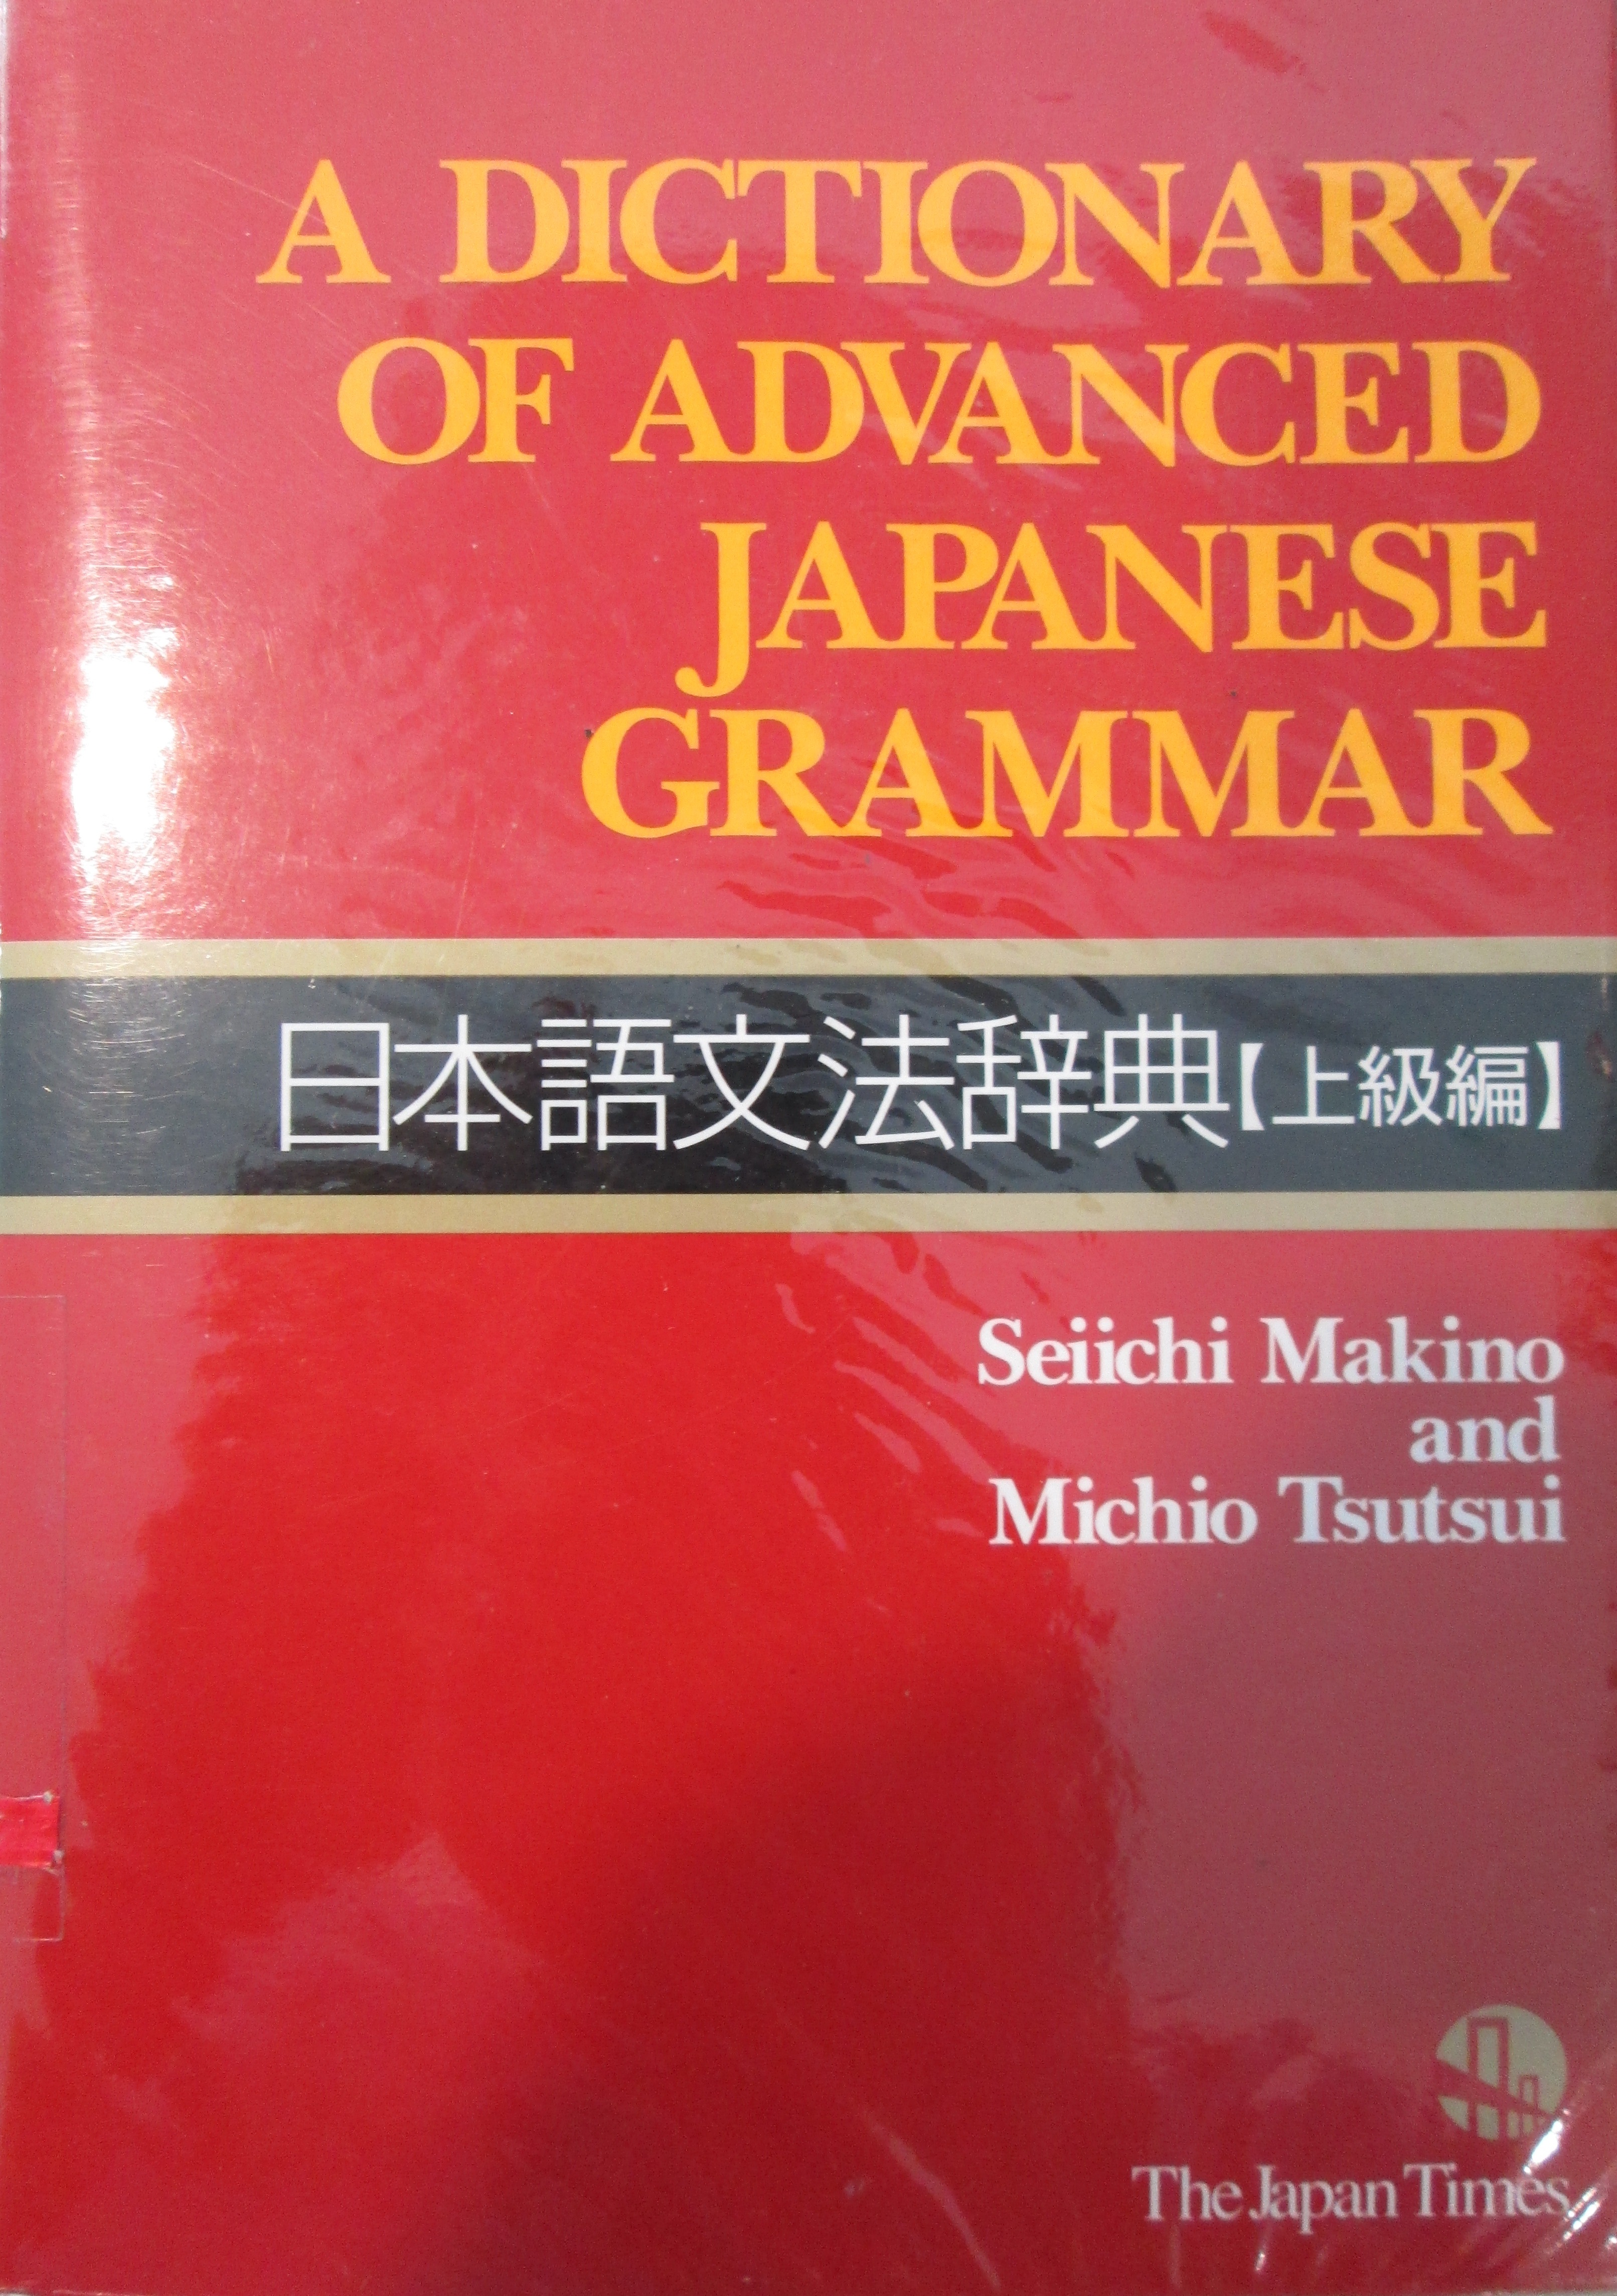 A DICTIONARY
OF ADVANCED
JAPANESE
GRAMMAR
日本語文法辞典【上級編】
Seiichi Makino
and
Michio Tsutsui
The Japan Times